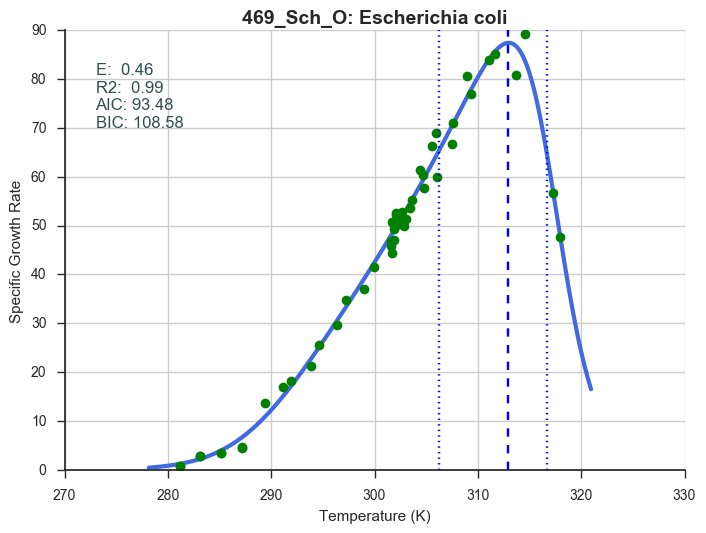 469_Sch_O: Escherichia coli
E:  0.46
R2:  0.99
AIC: 93.48
BIC: 108.58
Specific Growth Rate
90
80
70
60
50
40
30
20
10
0
270 280 290 300 310 320 330
Temperature (K)